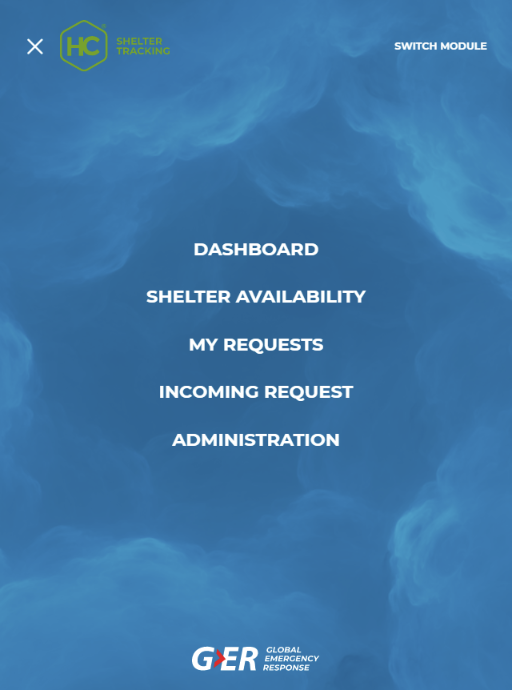 HC
SHELTER
TRACKING
SWITCH MODULE
DASHBOARD
SHELTER AVAILABILITY
MY REQUESTS
INCOMING REQUEST
ADMINISTRATION
GER
GLOBAL
EMERGENCY
RESPONSE